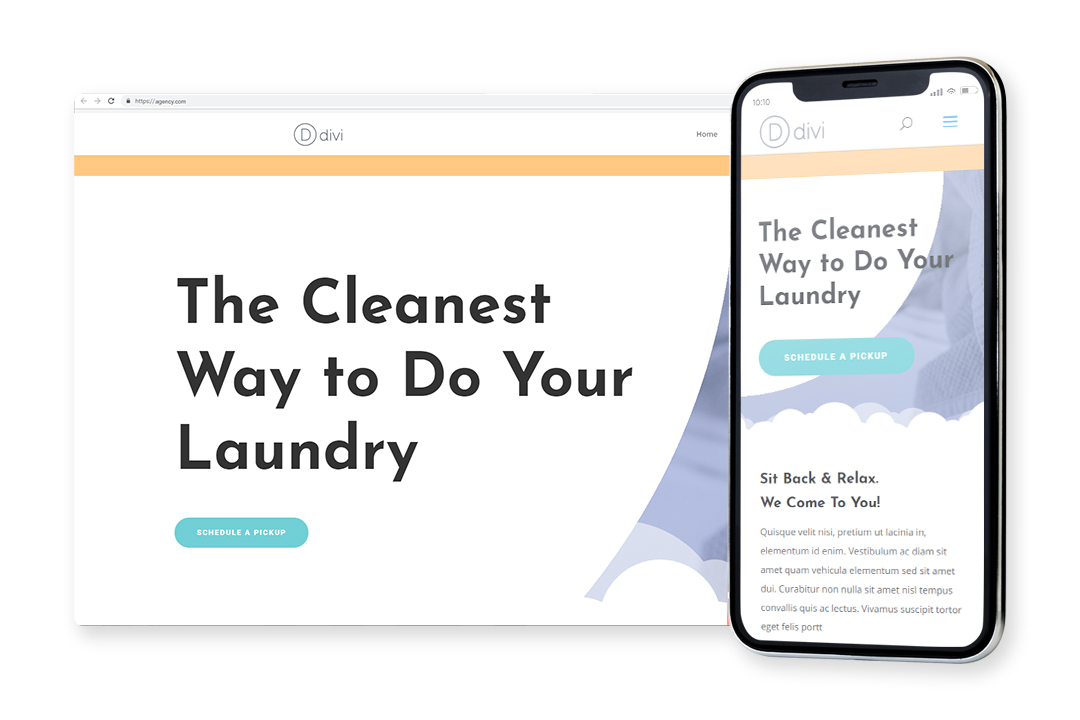 https://agency.com
D divi
Home
The Cleanest
Way to Do Your
Laundry
SCHEDULE A PICKUP
10:10
D divi
The Cleanest
Way to Do Your
Laundry
SCHEDULE A PICKUP
Sit Back & Relax.
We Come To You!
Quisque velit nisi, pretium ut lacinia in,
elementum id enim. Vestibulum ac diam sit
amet quam vehicula elementum sed sit amet
dui. Curabitur non nulla sit amet nisl tempus
convallis quis ac lectus. Vivamus suscipit tortor
eget felis portt